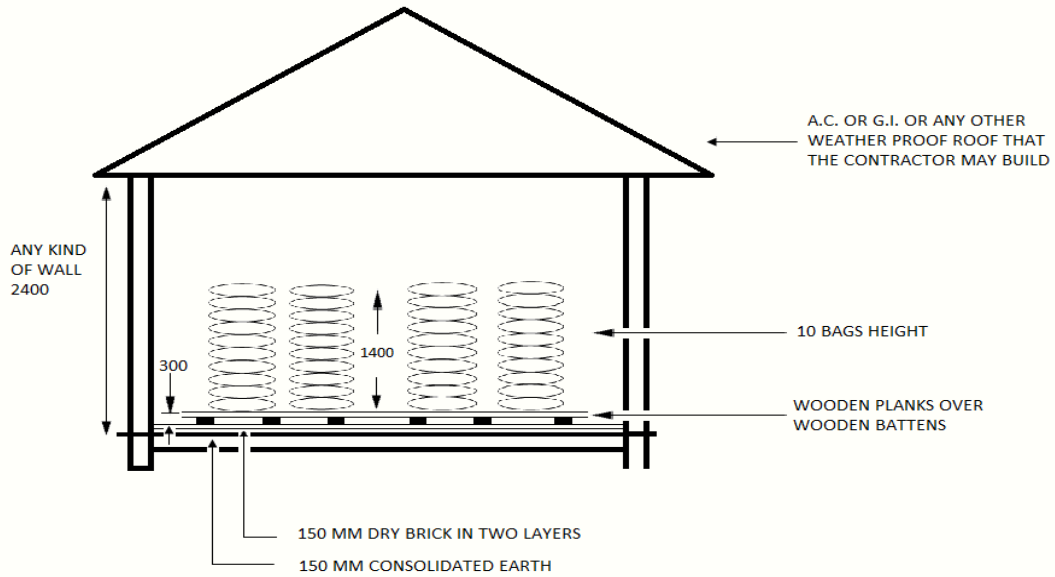 A.C. OR G.I. OR ANY OTHER
WEATHER PROOF ROOF THAT
THE CONTRACTOR MAY BUILD
ANY KIND
OF WALL
2400
10 BAGS HEIGHT
1400
300
WOODEN PLANKS OVER
WOODEN BATTENS
150 MM DRY BRICK IN TWO LAYERS
150 MM CONSOLIDATED EARTH